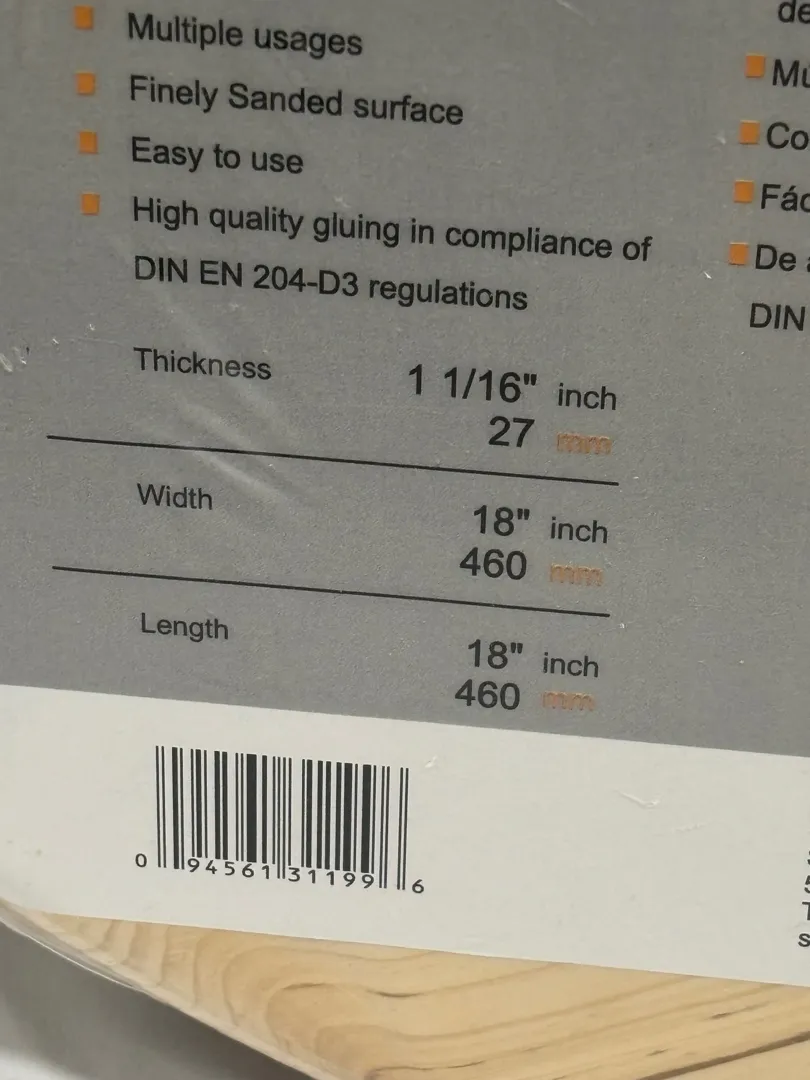 Multiple usages
Finely Sanded surface
Easy to use
High quality gluing in compliance of
DIN EN 204-D3 regulations
Thickness 1 1/16" inch
27 mm
Width 18" inch
460 mm
Length 18" inch
460 mm
0 94561 31199 6
de
Mu
Co
Fác
De a
DIN